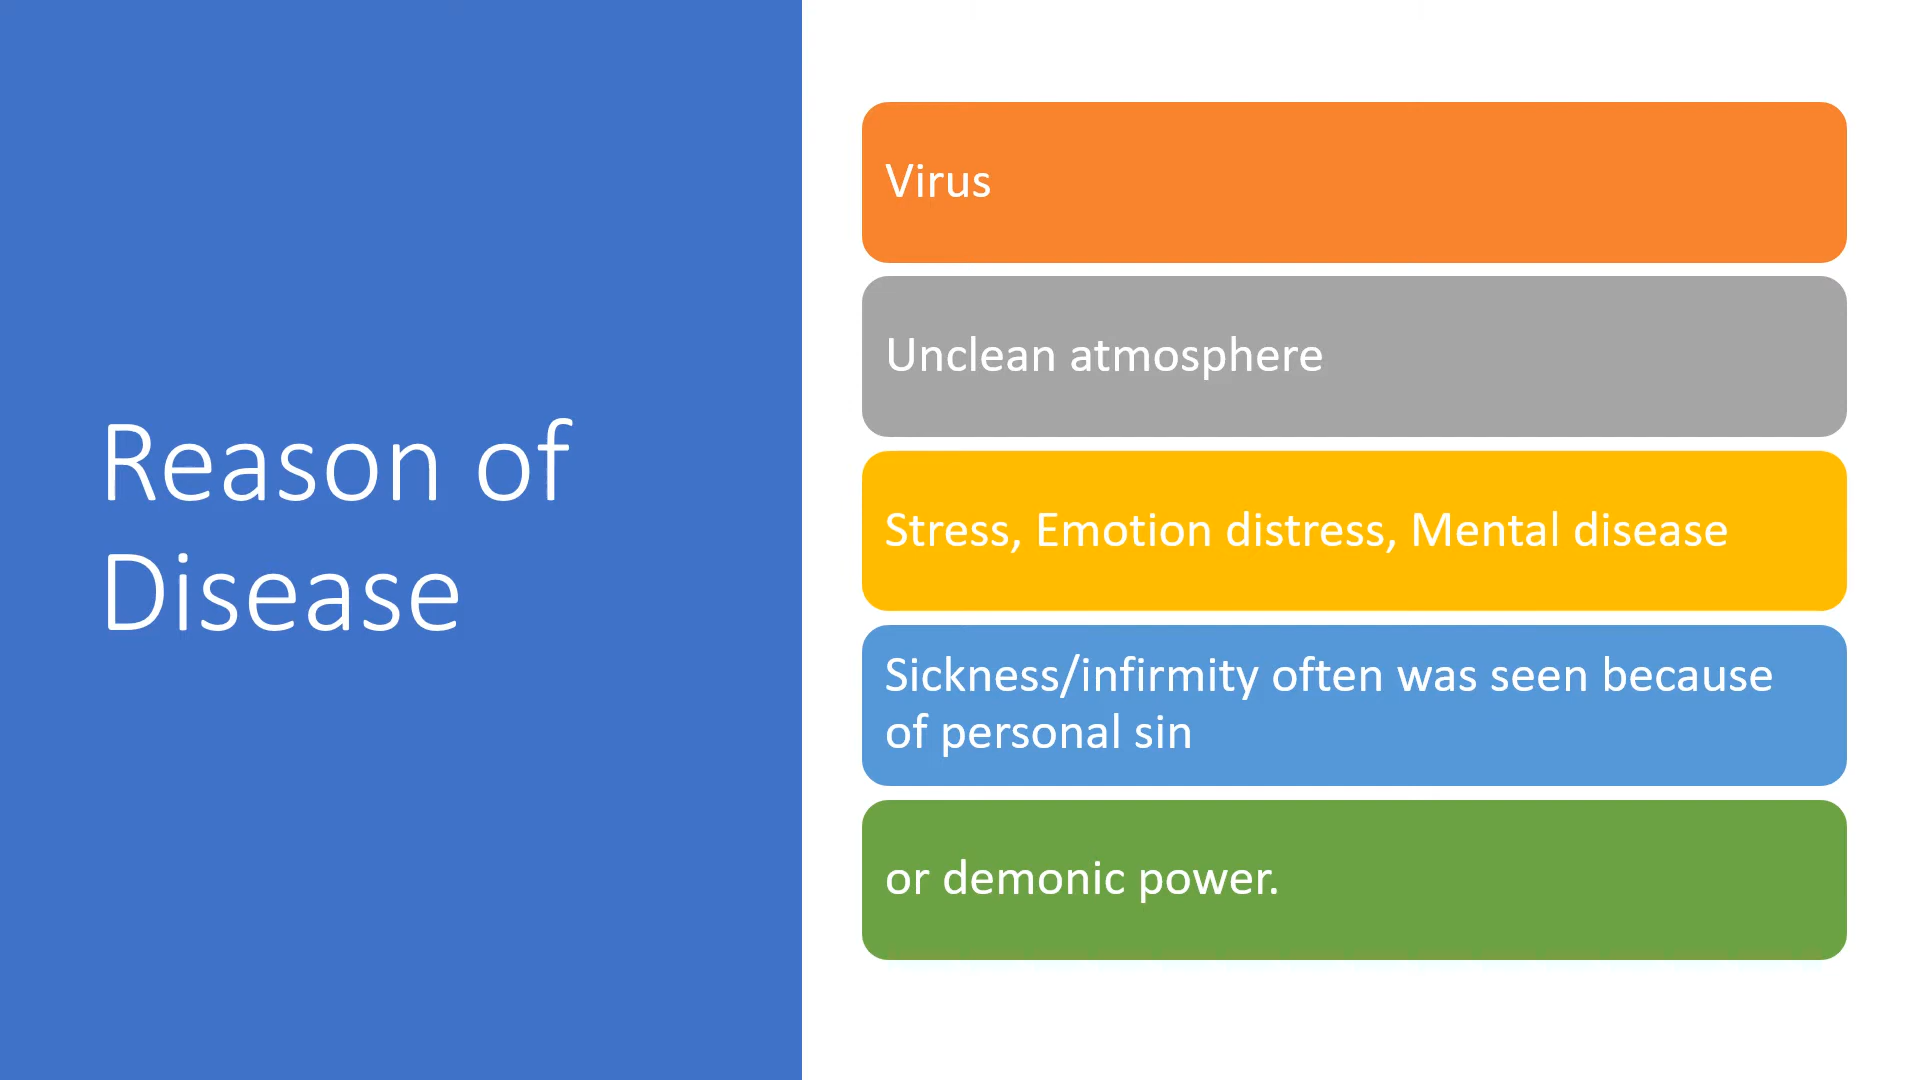 Reason of
Disease
Virus
Unclean atmosphere
Stress, Emotion distress, Mental disease
Sickness/infirmity often was seen because
of personal sin
or demonic power.